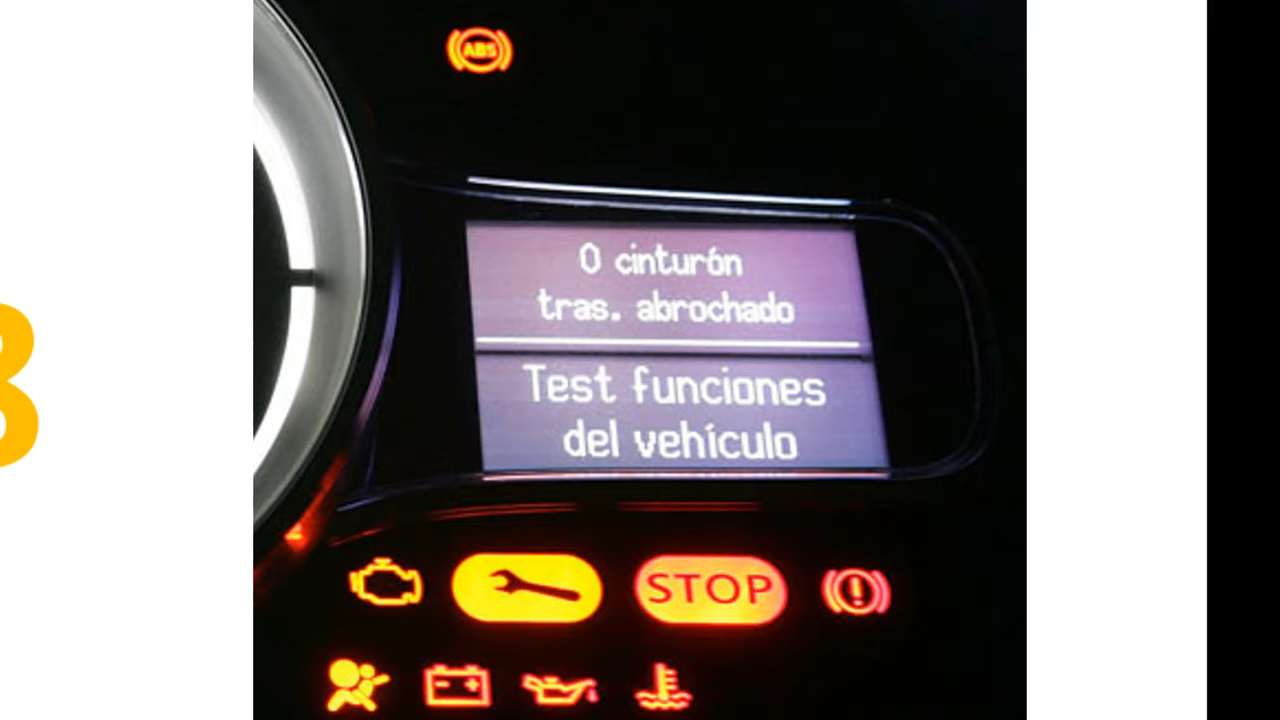 ABS
0 cinturón
tras. abrochado
Test funciones
del vehículo
STOP